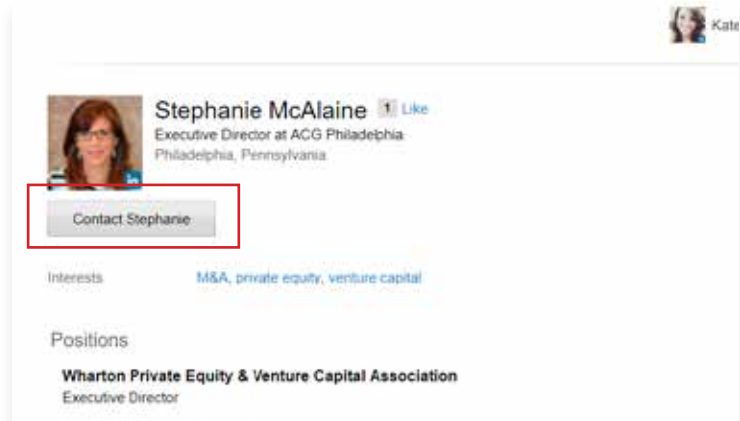 Kate
Stephanie McAlaine 1 Like
Executive Director at ACG Philadelphia
Philadelphia, Pennsylvania
in
Contact Stephanie
Interests M&A, private equity, venture capital
Positions
Wharton Private Equity & Venture Capital Association
Executive Director